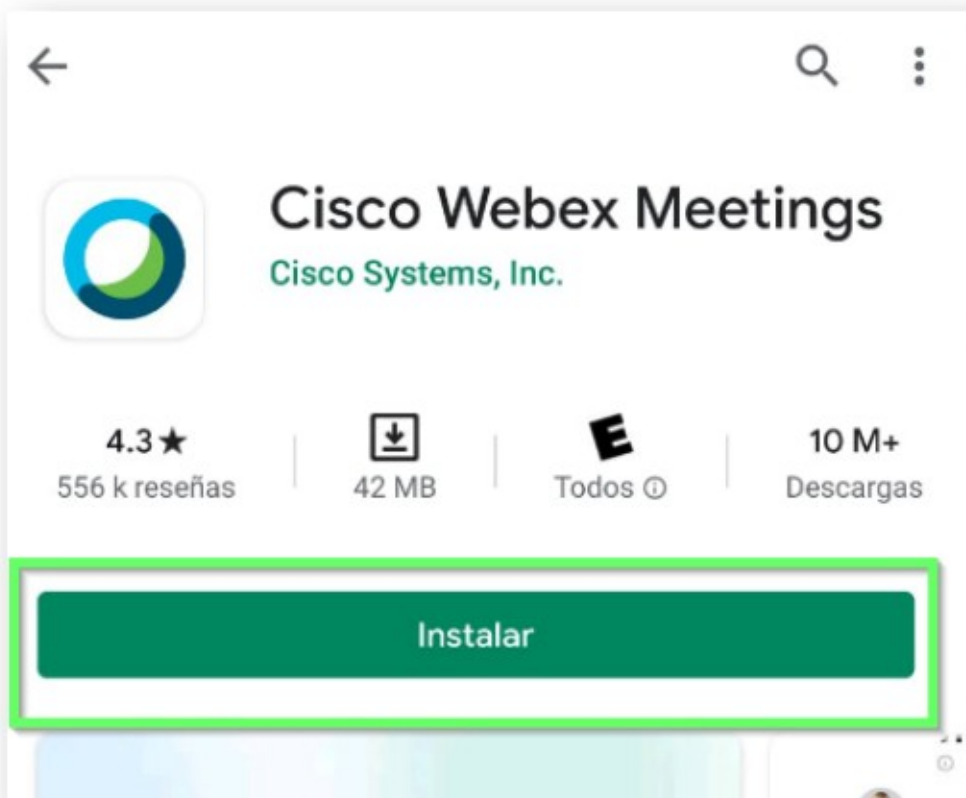 Cisco Webex Meetings
Cisco Systems, Inc.
4.3★ 42 MB E 10 M+
556 k reseñas Todos Descargas
Instalar